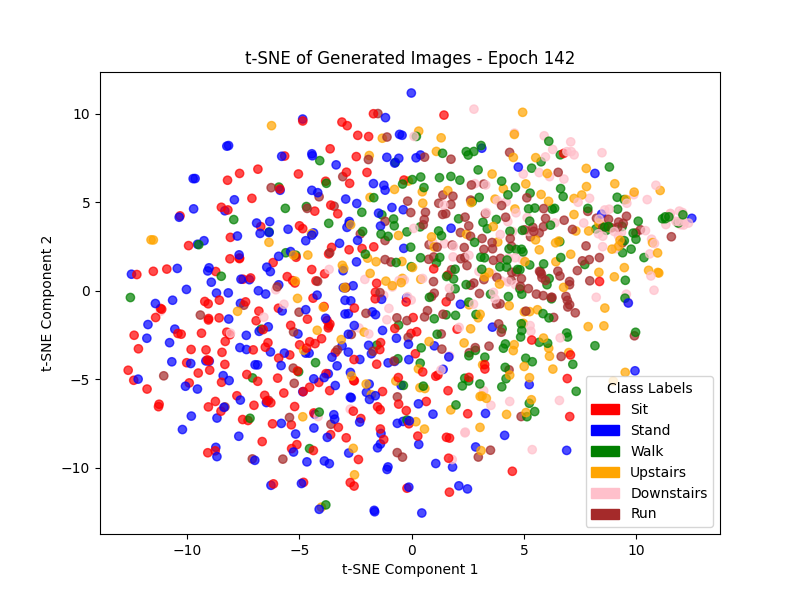 t-SNE of Generated Images - Epoch 142
10
5
0
−5
−10
t-SNE Component 2
−10
−5
0
5
10
t-SNE Component 1
Class Labels
Sit
Stand
Walk
Upstairs
Downstairs
Run